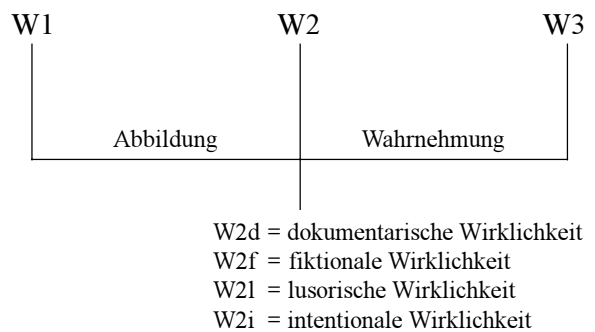 W1 W2 W3
Abbildung Wahrnehmung
W2d = dokumentarische Wirklichkeit
W2f = fiktionale Wirklichkeit
W2l = lusorische Wirklichkeit
W2i = intentionale Wirklichkeit